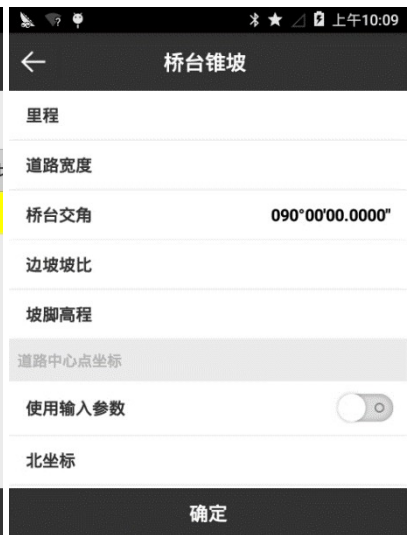 上午10:09
桥台锥坡
里程
道路宽度
桥台交角 090°00'00.0000"
边坡坡比
坡脚高程
道路中心点坐标
使用输入参数
北坐标
确定